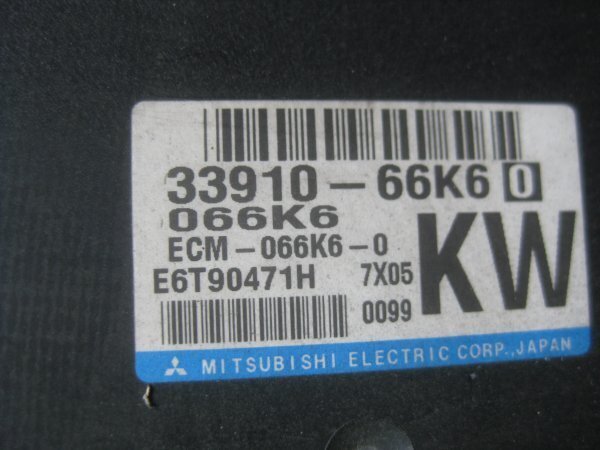 33910-66K6 0
066K6
ECM-066K6-0
E6T90471H 7X05
0099
KW
MITSUBISHI ELECTRIC CORP., JAPAN